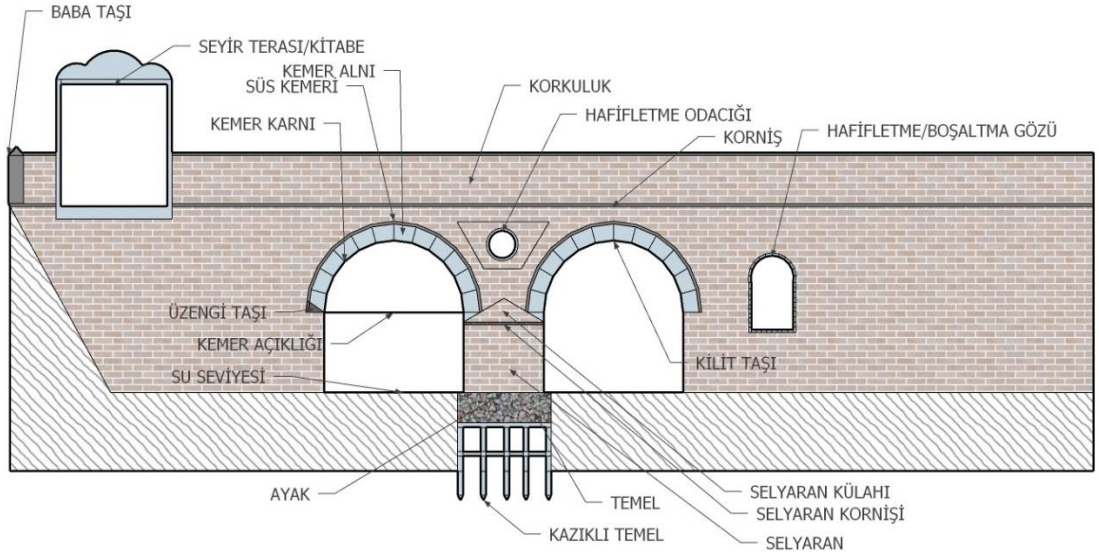 BABA TAŞI
SEYİR TERASI/KİTABE
KEMER ALNI
SÜS KEMERİ
KORKULUK
HAFİFLETME ODACIĞI
KEMER KARNI
KORNİŞ
HAFİFLETME/BOŞALTMA GÖZÜ
ÜZENGİ TAŞI
KEMER AÇIKLIĞI
KİLİT TAŞI
SU SEVİYESİ
AYAK
TEMEL
SELYARAN KÜLAHI
SELYARAN KORNİŞİ
KAZIKLI TEMEL
SELYARAN